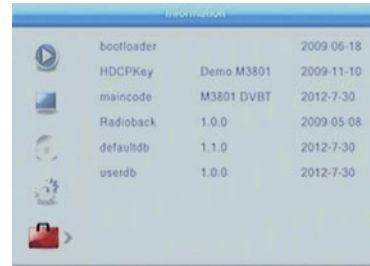 Information
bootloader 2009-06-18
HDCPKey Demo M3801 2009-11-10
maincode M3801 DVBT 2012-7-30
Radioback 1.0.0 2009-05-08
defaultdb 1.1.0 2012-7-30
userdb 1.0.0 2012-7-30